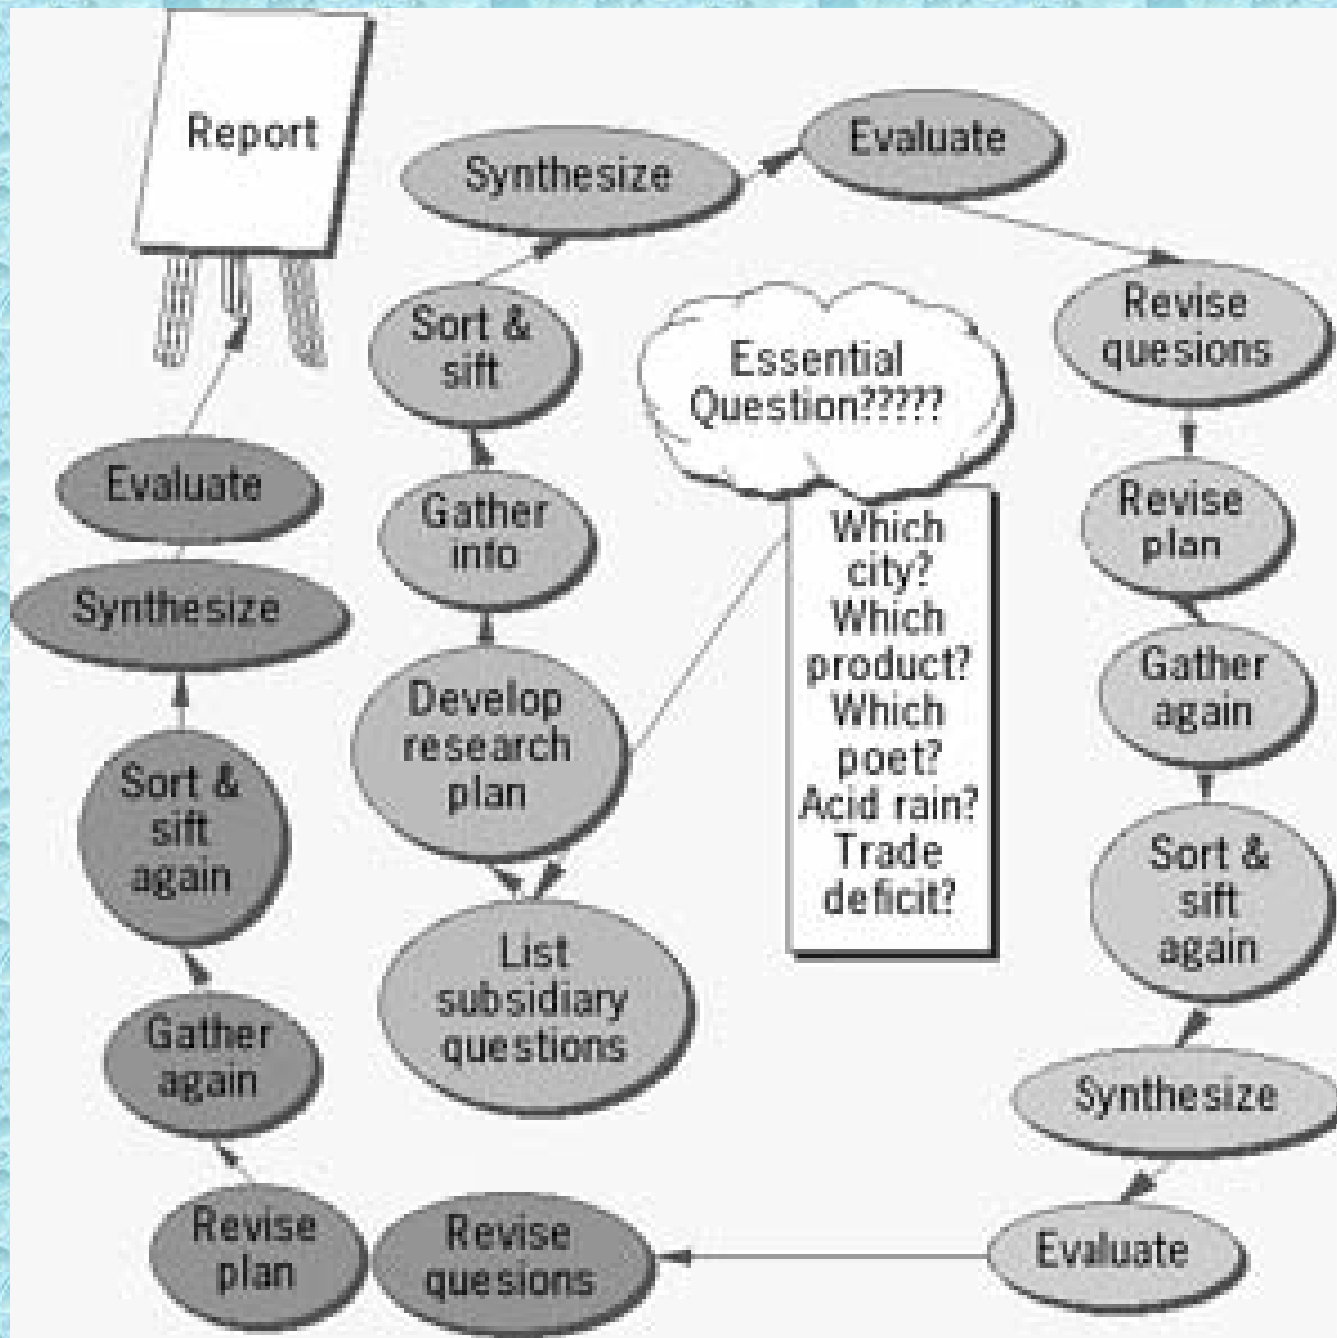 Report
Essential
Question?????
Which
city?
Which
product?
Which
poet?
Acid rain?
Trade
deficit?
List
subsidiary
questions
Develop
research
plan
Gather
info
Sort &
sift
Synthesize
Evaluate
Revise
quesions
Revise
plan
Gather
again
Sort &
sift
again
Synthesize
Evaluate
Revise
quesions
Revise
plan
Gather
again
Sort &
sift
again
Synthesize
Evaluate